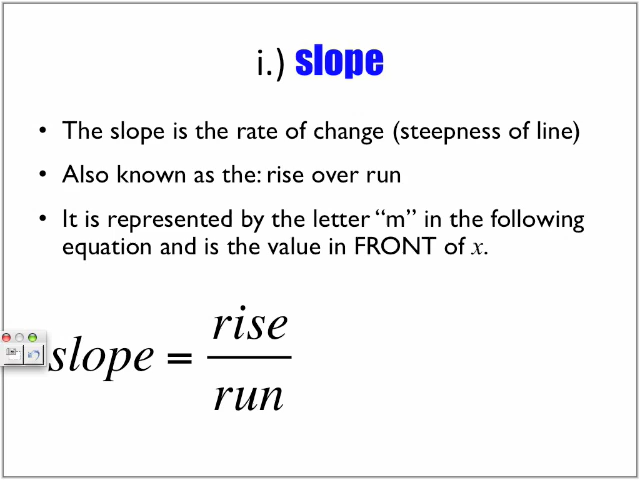 i.) slope
• The slope is the rate of change (steepness of line)
• Also known as the: rise over run
• It is represented by the letter “m” in the following
equation and is the value in FRONT of x.
rise
slope =
run